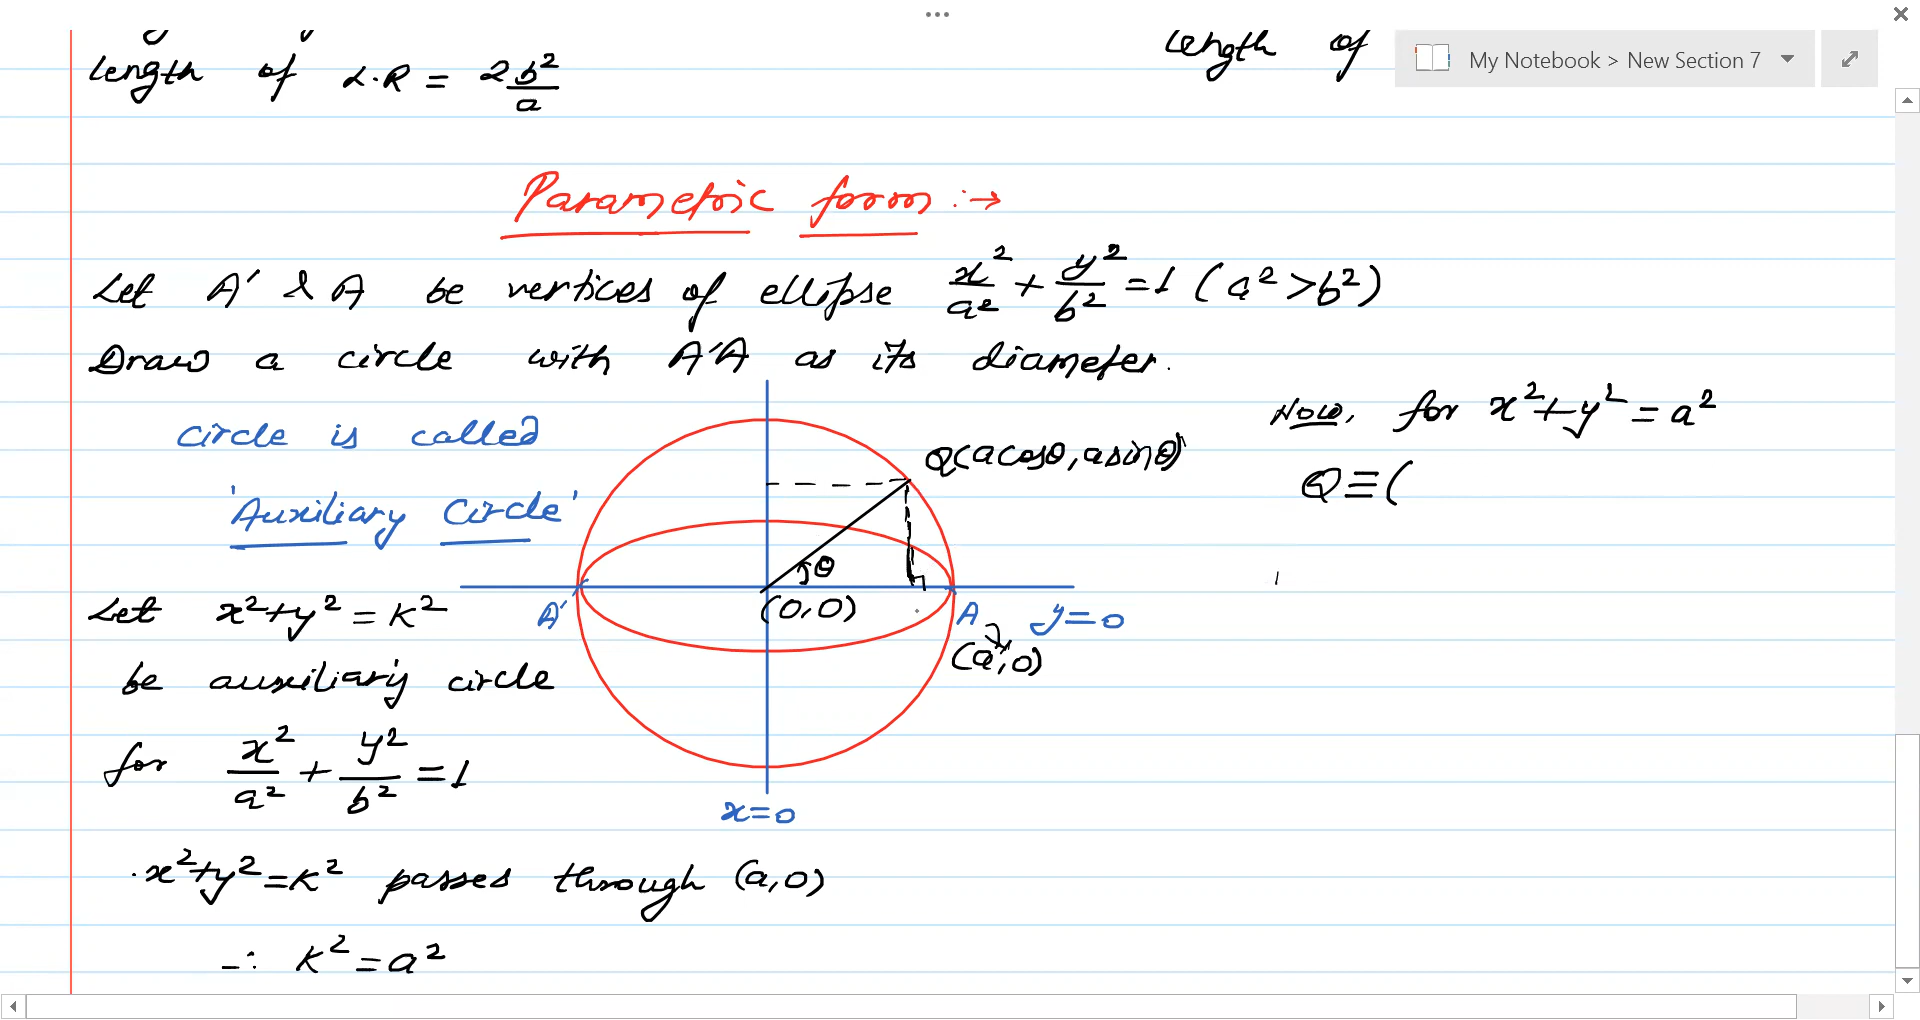 length of L.R = 2b²/a
length of
My Notebook > New Section 7
Parametric form :→
Let A' & A be vertices of ellipse x²/a² + y²/b² = 1 (a² > b²)
Draw a circle with A'A as its diameter.
circle is called
'Auxiliary Circle'
Let x²+y² = K²
be auxiliary circle
for x²/a² + y²/b² = 1
x²+y² = K² passes through (a,0)
∴ K² = a²
Q(acosθ, asinθ)
θ
(0,0)
A'
A
y=0
(a,0)
x=0
Now, for x²+y² = a²
Q≡(